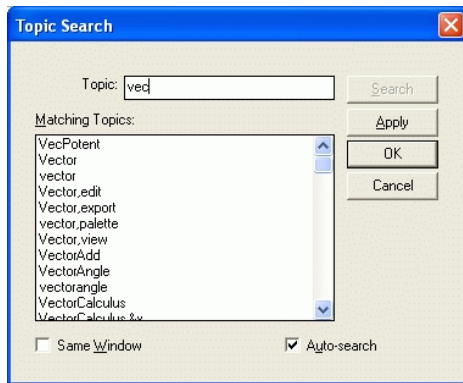 Topic Search
Topic: vec
Search
Matching Topics:
Apply
OK
Cancel
VecPotent
Vector
vector
Vector,edit
Vector,export
vector,palette
Vector,view
VectorAdd
VectorAngle
vectorangle
VectorCalculus
VectorCalculus,&x
Same Window
Auto-search